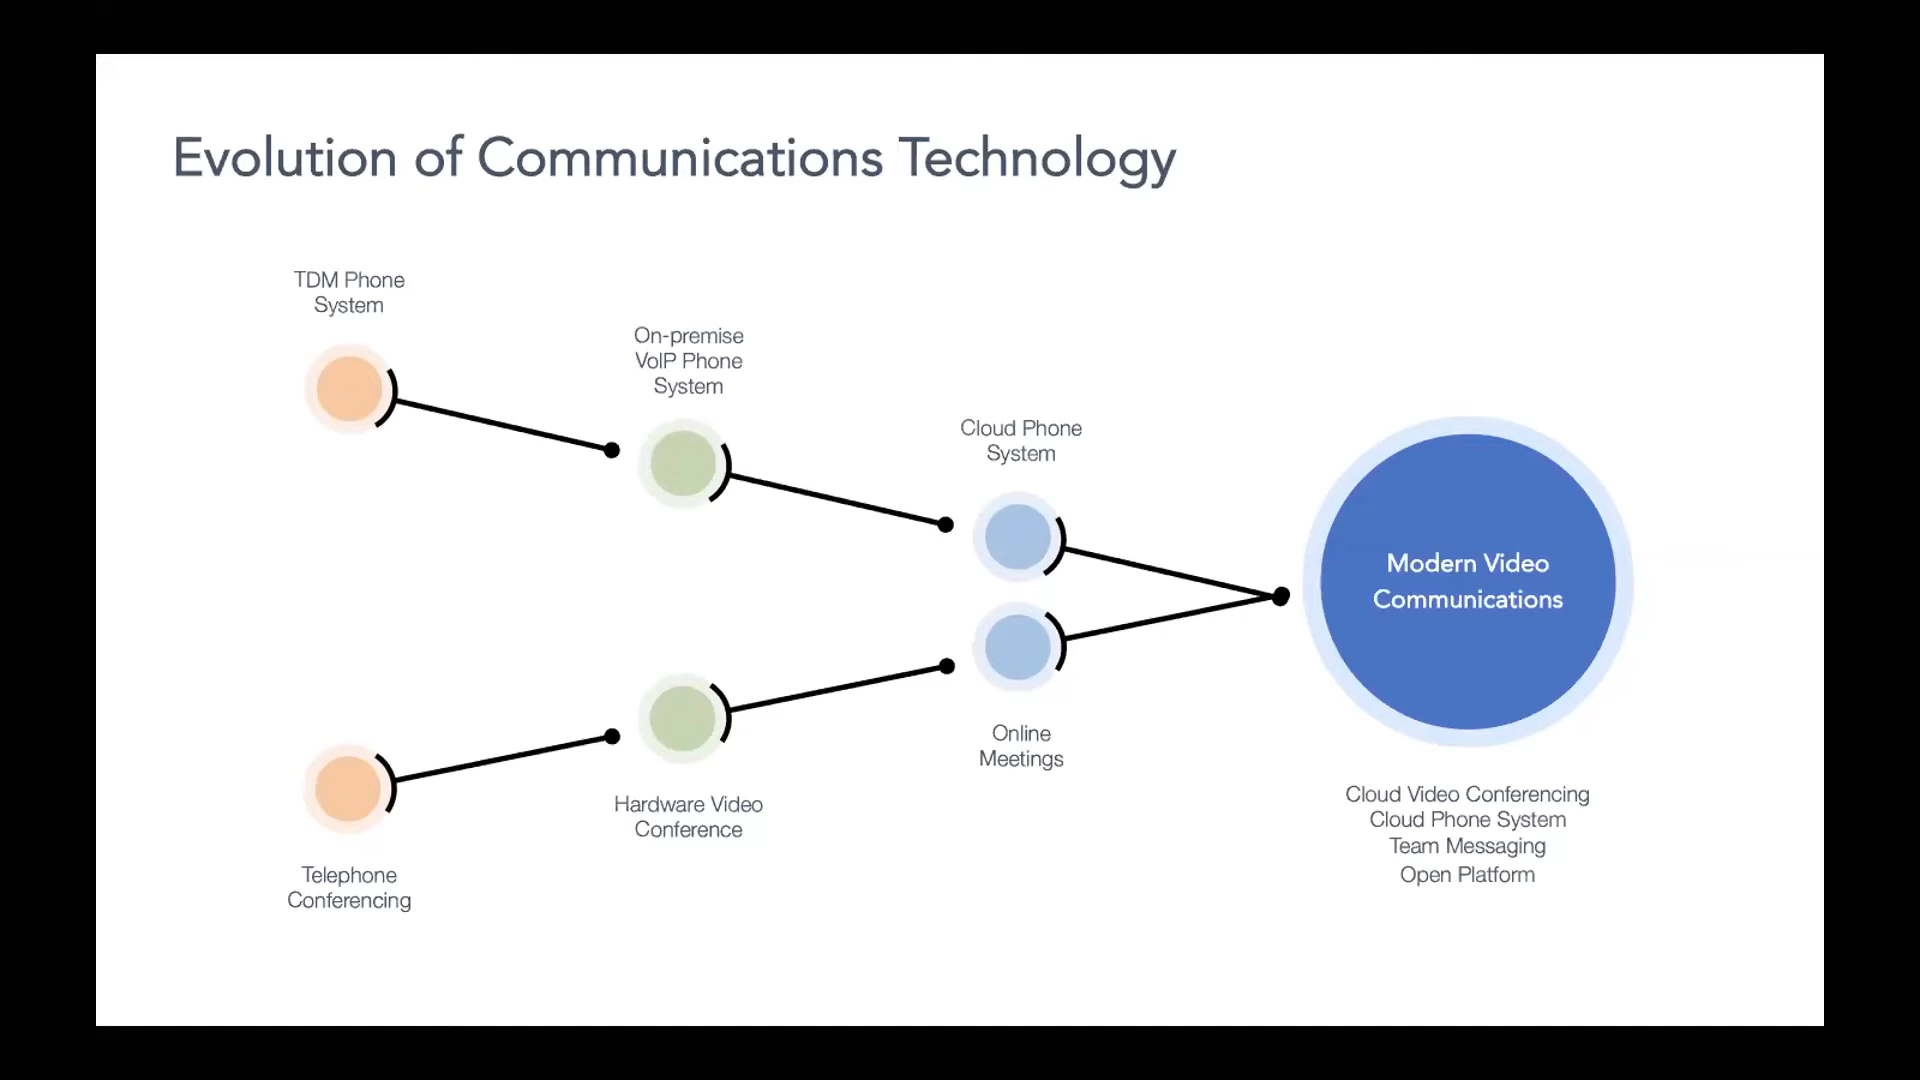 Evolution of Communications Technology
TDM Phone
System
On-premise
VoIP Phone
System
Cloud Phone
System
Modern Video
Communications
Online
Meetings
Hardware Video
Conference
Telephone
Conferencing
Cloud Video Conferencing
Cloud Phone System
Team Messaging
Open Platform